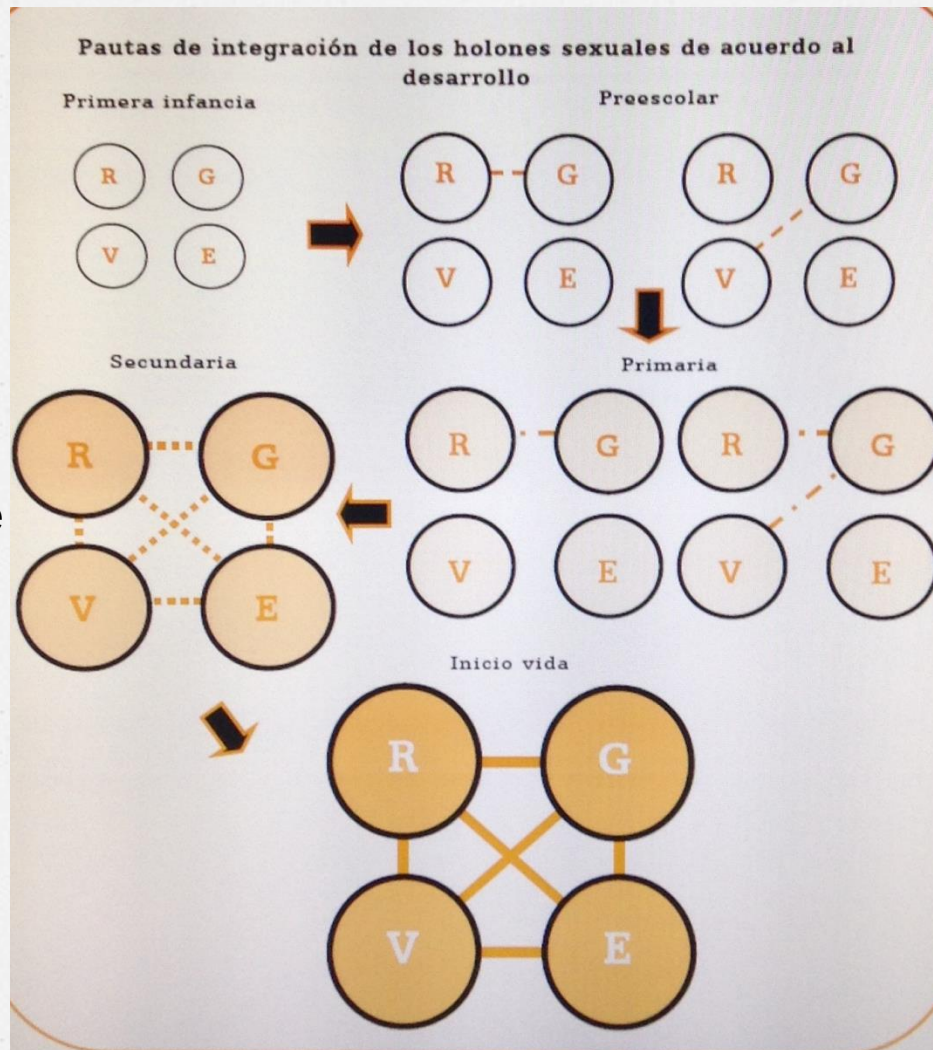 Pautas de integración de los holones sexuales de acuerdo al
desarrollo
Primera infancia
Preescolar
R G
V E
R G
V E
R G
V E
Secundaria
R G
V E
Primaria
R G R G
V E V E
Inicio vida
R G
V E